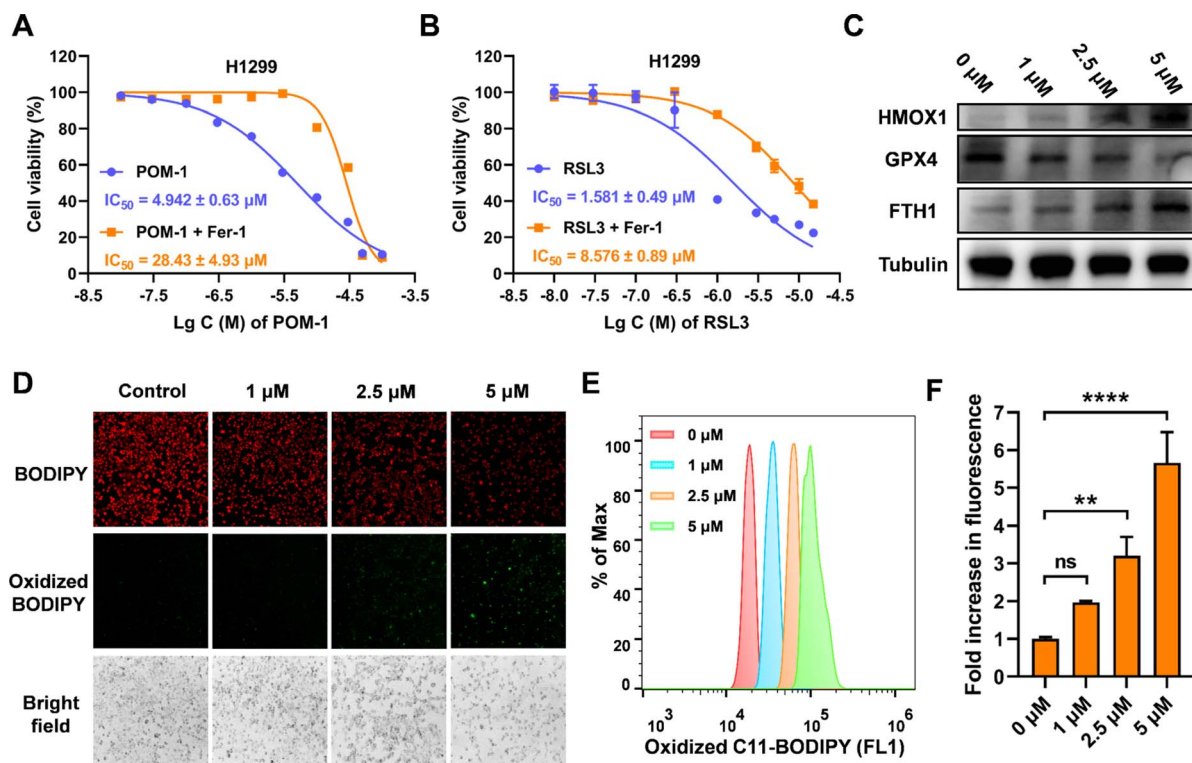 A
H1299
Cell viability (%)
120
100
80
60
40
20
0
POM-1
IC50 = 4.942 ± 0.63 μM
POM-1 + Fer-1
IC50 = 28.43 ± 4.93 μM
-8.5 -7.5 -6.5 -5.5 -4.5 -3.5
Lg C (M) of POM-1
B
H1299
Cell viability (%)
120
100
80
60
40
20
0
RSL3
IC50 = 1.581 ± 0.49 μM
RSL3 + Fer-1
IC50 = 8.576 ± 0.89 μM
-8.5 -8.0 -7.5 -7.0 -6.5 -6.0 -5.5 -5.0 -4.5
Lg C (M) of RSL3
C
0 μM 1 μM 2.5 μM 5 μM
HMOX1
GPX4
FTH1
Tubulin
D
Control 1 μM 2.5 μM 5 μM
BODIPY
Oxidized
BODIPY
Bright
field
E
% of Max
100
80
60
40
20
0
0 μM
1 μM
2.5 μM
5 μM
10^3 10^4 10^5 10^6
Oxidized C11-BODIPY (FL1)
F
Fold increase in fluorescence
7
6
5
4
3
2
1
0
****
**
ns
0 μM 1 μM 2.5 μM 5 μM